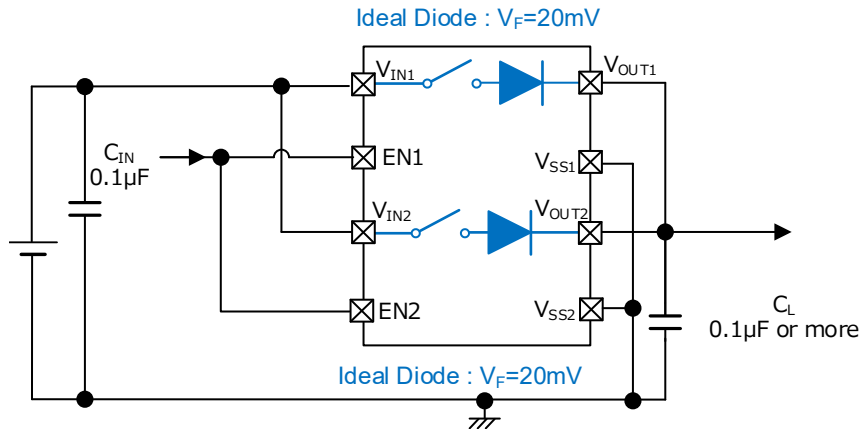 Ideal Diode : VF=20mV
VIN1
VOUT1
CIN
0.1µF
EN1
VSS1
VIN2
VOUT2
EN2
VSS2
CL
0.1µF or more
Ideal Diode : VF=20mV